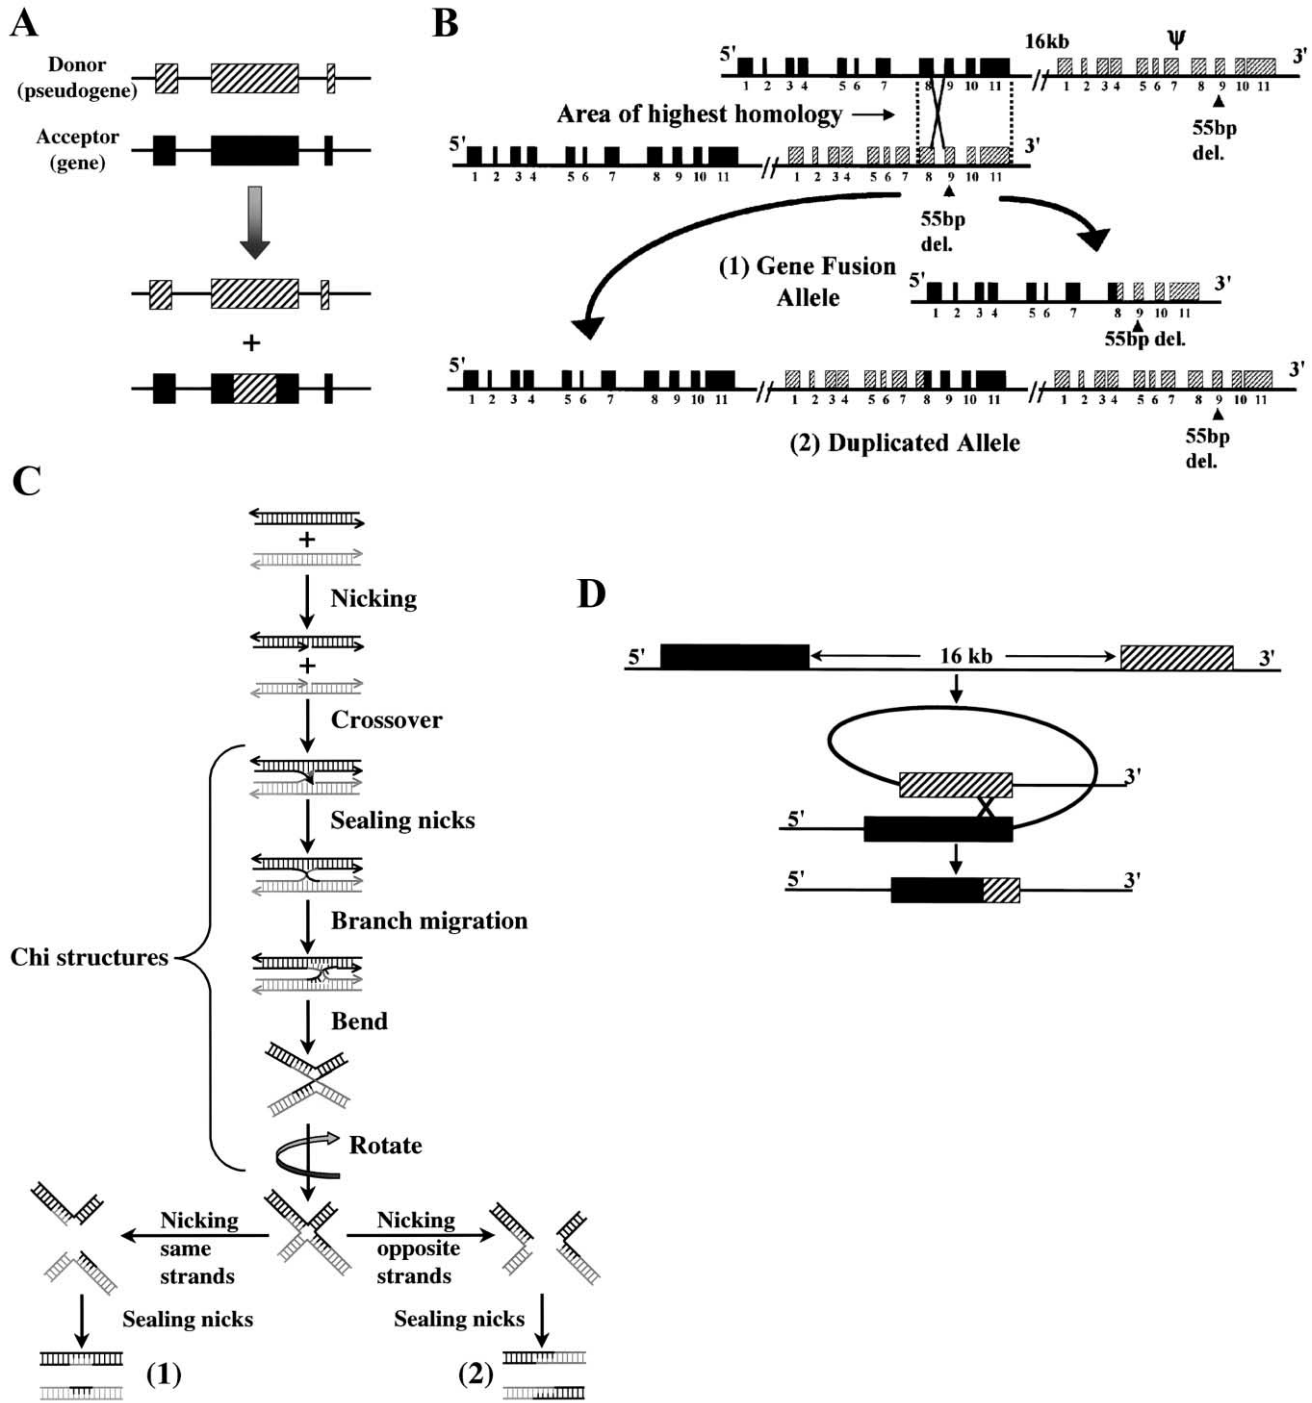 A
Donor
(pseudogene)
Acceptor
(gene)
+
B
5' 16kb Ψ 3'
1 2 3 4 5 6 7 8 9 10 11 1 2 3 4 5 6 7 8 9 10 11
55bp
del.
Area of highest homology
5' 3'
1 2 3 4 5 6 7 8 9 10 11 1 2 3 4 5 6 7 8 9 10 11
55bp
del.
(1) Gene Fusion
Allele
5' 3'
1 2 3 4 5 6 7 8 9 10 11
55bp del.
5' 3'
1 2 3 4 5 6 7 8 9 10 11 1 2 3 4 5 6 7 8 9 10 11 1 2 3 4 5 6 7 8 9 10 11
55bp
del.
(2) Duplicated Allele
C
+
Nicking
+
Crossover
Sealing nicks
Branch migration
Chi structures
Bend
Rotate
Nicking
same
strands
Nicking
opposite
strands
Sealing nicks
Sealing nicks
(1)
(2)
D
5' 16 kb 3'
3'
5'
5' 3'